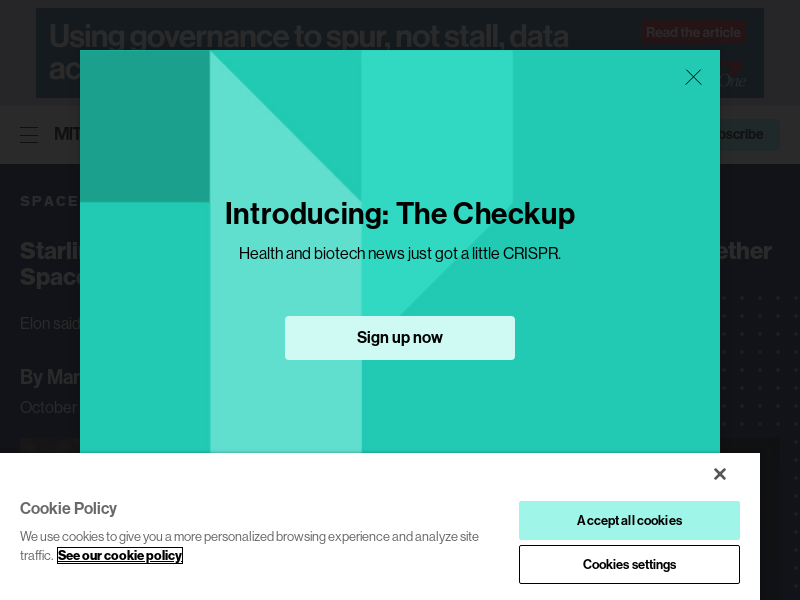 Using governance to spur, not stall, data
Read the article
ac
One
MIT
scribe
SPACE
Introducing: The Checkup
Starli
ether
Space
Health and biotech news just got a little CRISPR.
Elon said
Sign up now
By Mar
October
Cookie Policy
We use cookies to give you a more personalized browsing experience and analyze site
traffic. See our cookie policy
Accept all cookies
Cookies settings